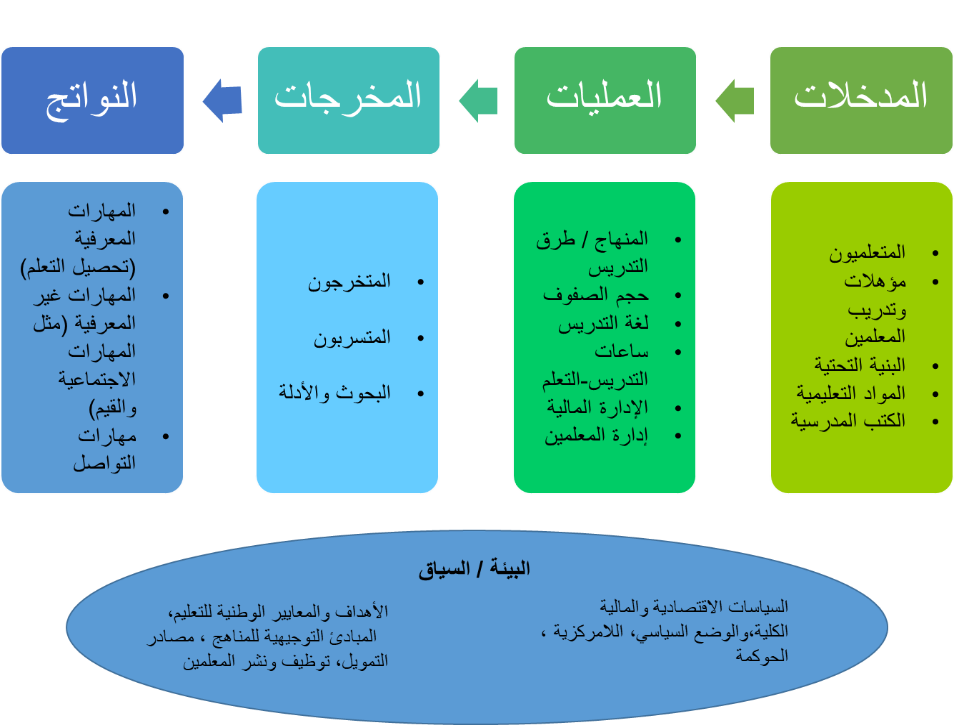 المدخلات
العمليات
المخرجات
النواتج
• المتعلميون
• مؤهلات
وتدريب
المعلمين
• البنية التحتية
• المواد التعليمية
• الكتب المدرسية
• المنهاج / طرق
التدريس
• حجم الصفوف
• لغة التدريس
• ساعات
التدريس-التعلم
• الإدارة المالية
• إدارة المعلمين
• المتخرجون
• المتسربون
• البحوث والأدلة
• المهارات
المعرفية
(تحصيل التعلم)
• المهارات غير
المعرفية (مثل
المهارات
الاجتماعية
والقيم)
• مهارات
التواصل
البيئة / السياق
السياسات الاقتصادية والمالية
الكلية،والوضع السياسي، اللامركزية ،
الحوكمة
الأهداف والمعايير الوطنية للتعليم،
المبادئ التوجيهية للمناهج ، مصادر
التمويل، توظيف ونشر المعلمين